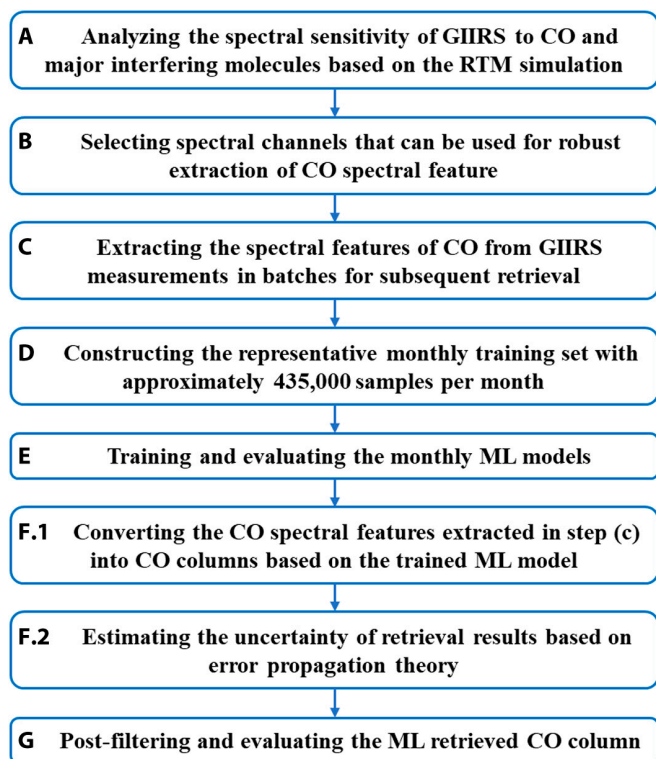 A Analyzing the spectral sensitivity of GIIRS to CO and
major interfering molecules based on the RTM simulation
B Selecting spectral channels that can be used for robust
extraction of CO spectral feature
C Extracting the spectral features of CO from GIIRS
measurements in batches for subsequent retrieval
D Constructing the representative monthly training set with
approximately 435,000 samples per month
E Training and evaluating the monthly ML models
F.1 Converting the CO spectral features extracted in step (c)
into CO columns based on the trained ML model
F.2 Estimating the uncertainty of retrieval results based on
error propagation theory
G Post-filtering and evaluating the ML retrieved CO column